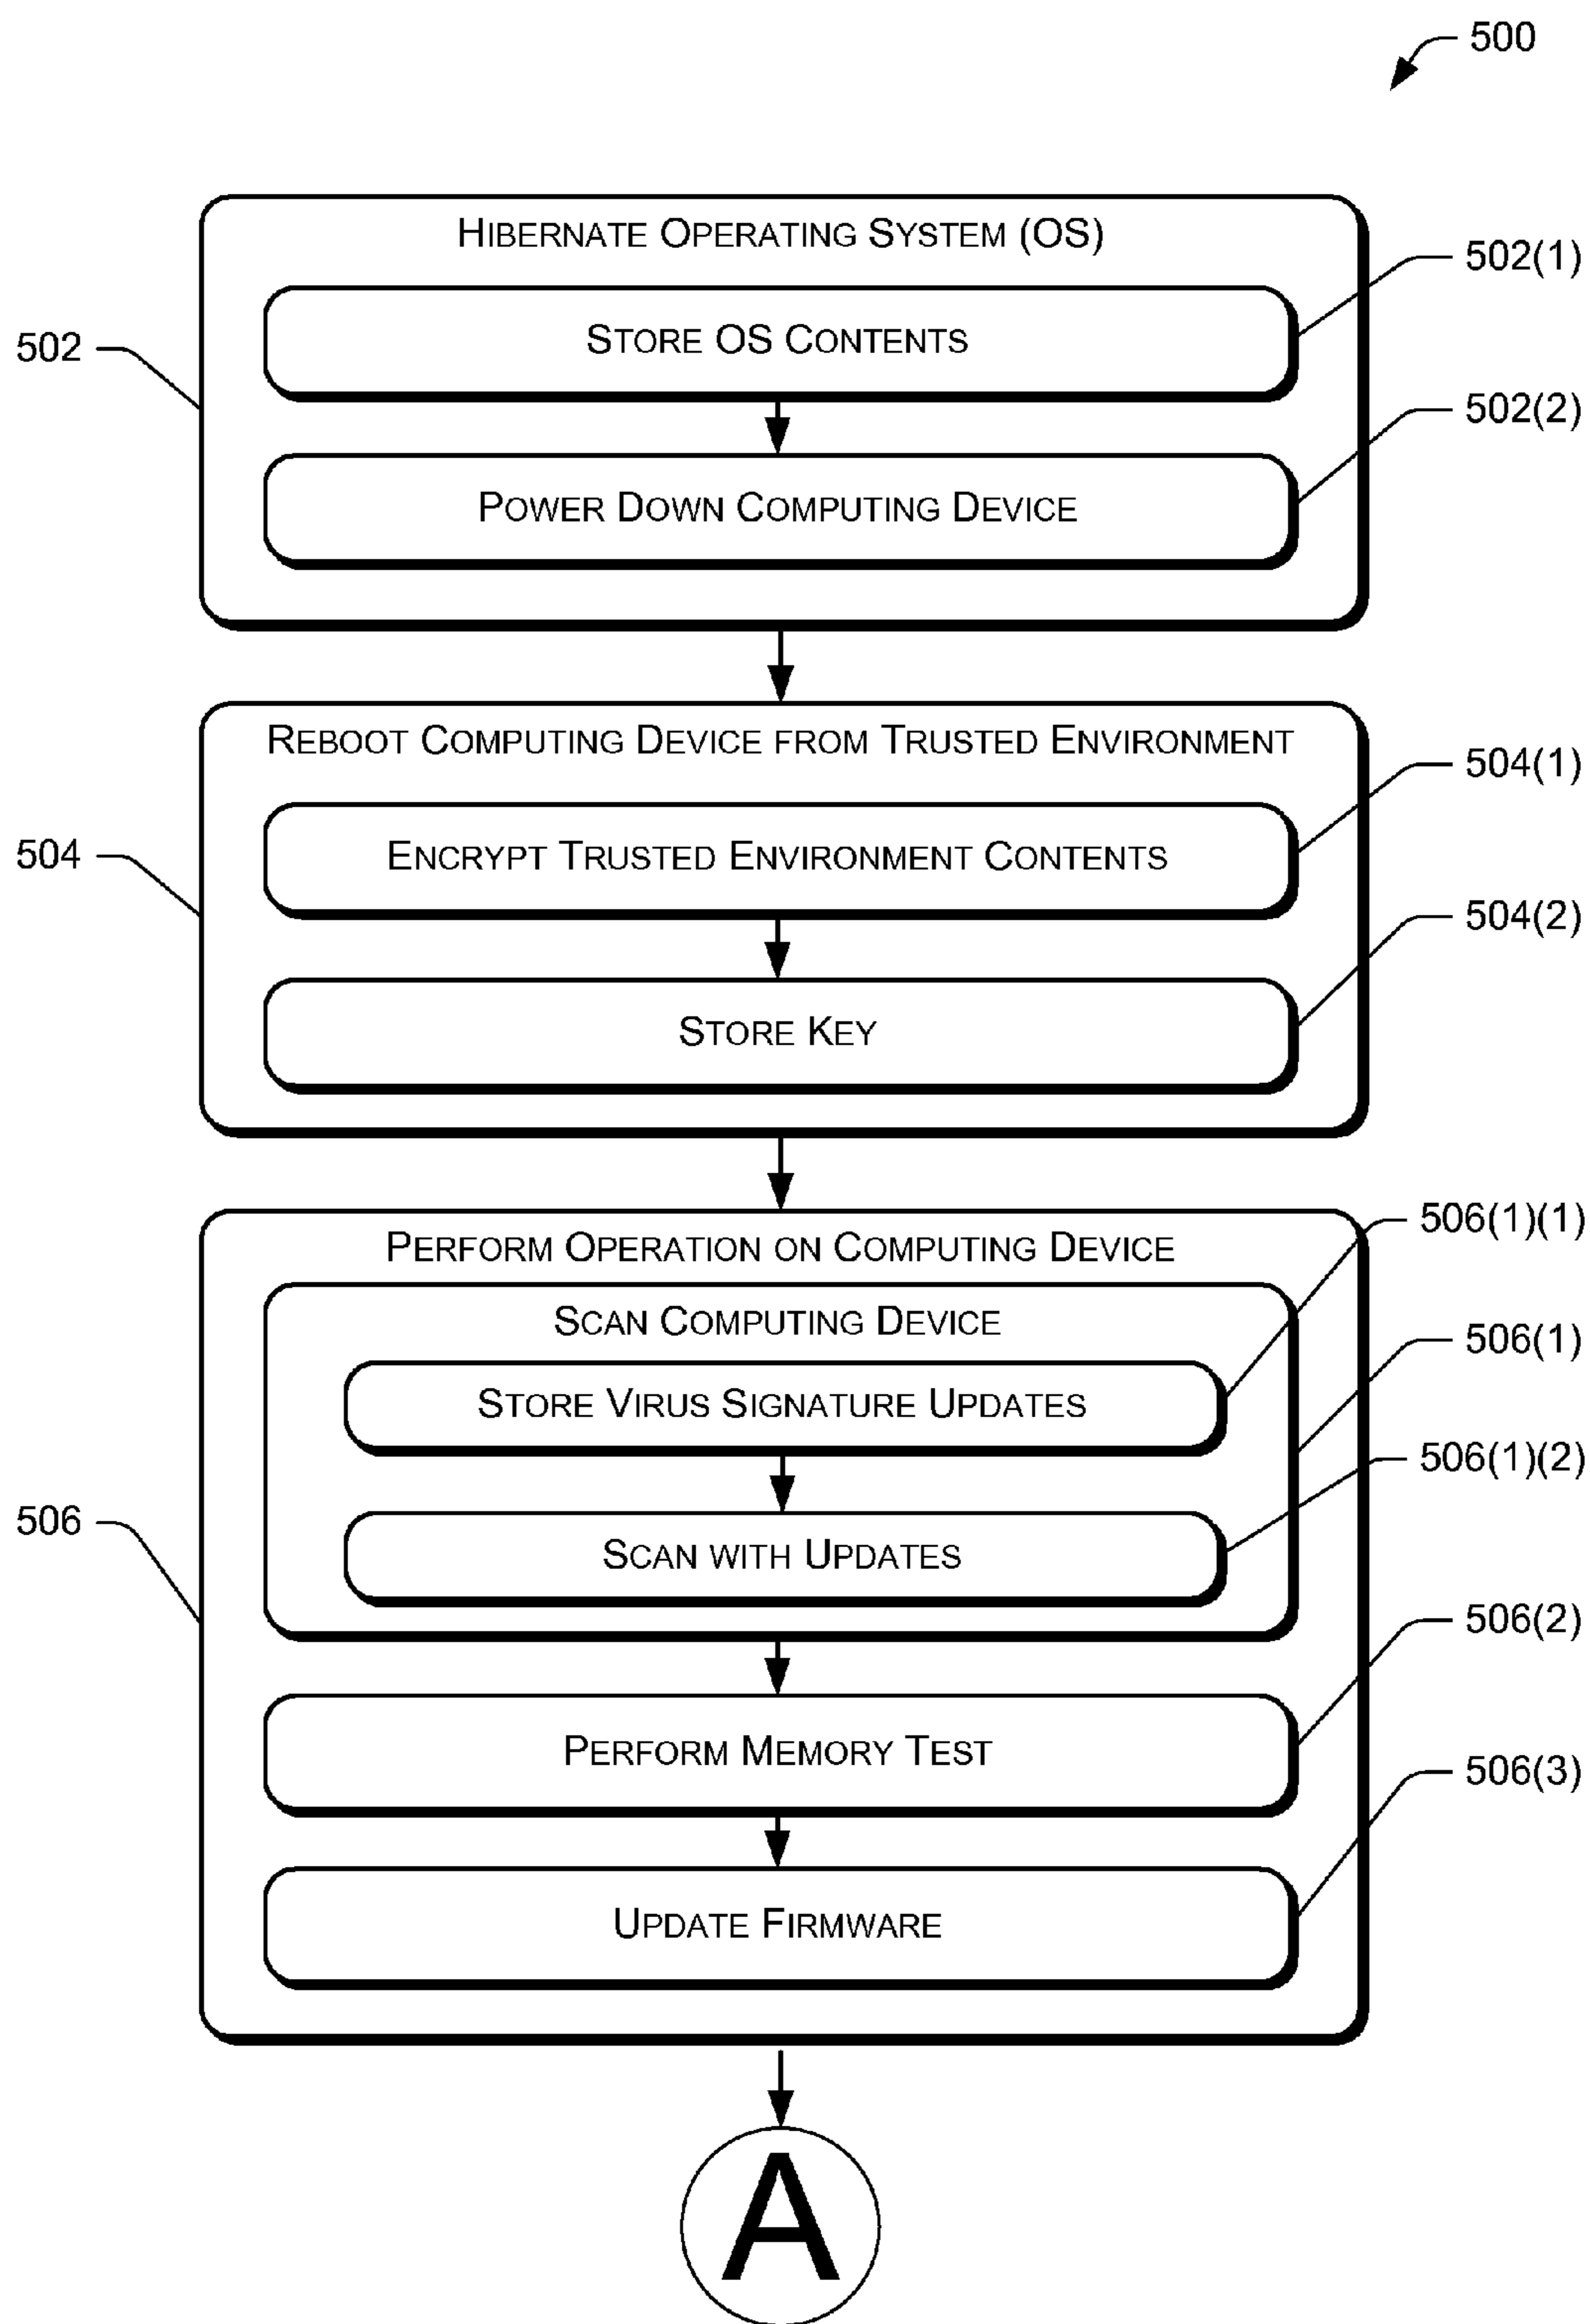 500
HIBERNATE OPERATING SYSTEM (OS)
502(1)
STORE OS CONTENTS
502
502(2)
POWER DOWN COMPUTING DEVICE
REBOOT COMPUTING DEVICE FROM TRUSTED ENVIRONMENT
504(1)
ENCRYPT TRUSTED ENVIRONMENT CONTENTS
504
504(2)
STORE KEY
506(1)(1)
PERFORM OPERATION ON COMPUTING DEVICE
SCAN COMPUTING DEVICE
506(1)
STORE VIRUS SIGNATURE UPDATES
506(1)(2)
506
SCAN WITH UPDATES
506(2)
PERFORM MEMORY TEST
506(3)
UPDATE FIRMWARE
A